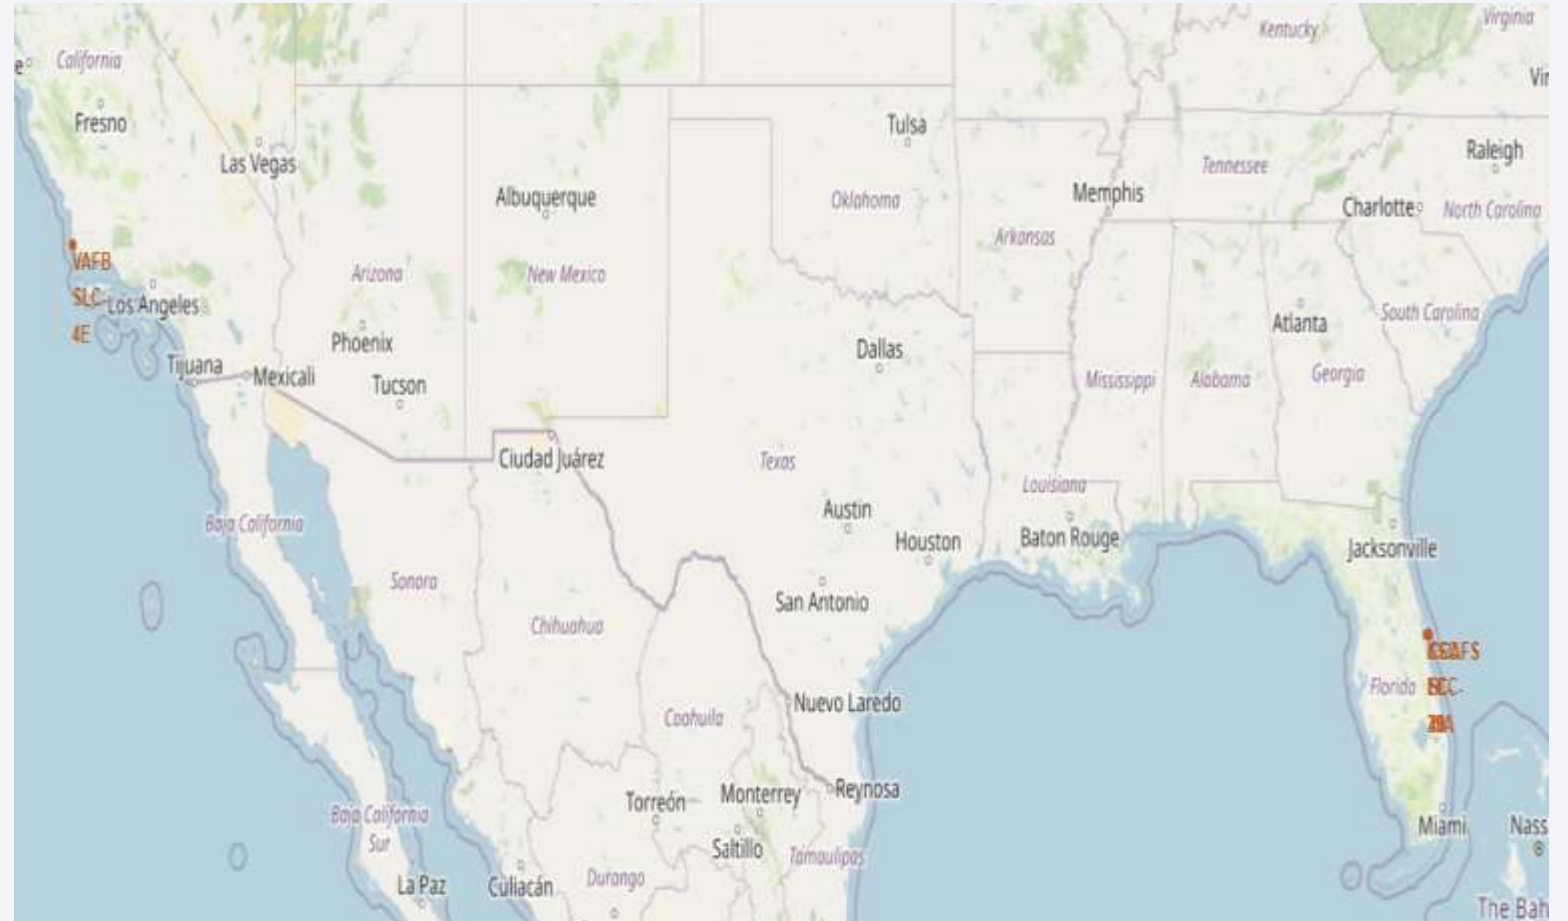 Kentucky
Virginia
California
Fresno
Tulsa
Raleigh
Las Vegas
Tennessee
Albuquerque
Memphis
Oklahoma
Charlotte
North Carolina
Arkansas
VAFB
SLC-
4E
Arizona
New Mexico
Los Angeles
South Carolina
Atlanta
Phoenix
Dallas
Tijuana
Mexicali
Tucson
Mississippi
Alabama
Georgia
Ciudad Juárez
Texas
Louisiana
Austin
Baja California
Houston
Baton Rouge
Jacksonville
Sonora
San Antonio
Chihuahua
Florida
Nuevo Laredo
Coahuila
Reynosa
Torreón
Monterrey
Baja California
Sur
Miami
Nass
Saltillo
Tamaulipas
La Paz
Culiacán
Durango
The Bah